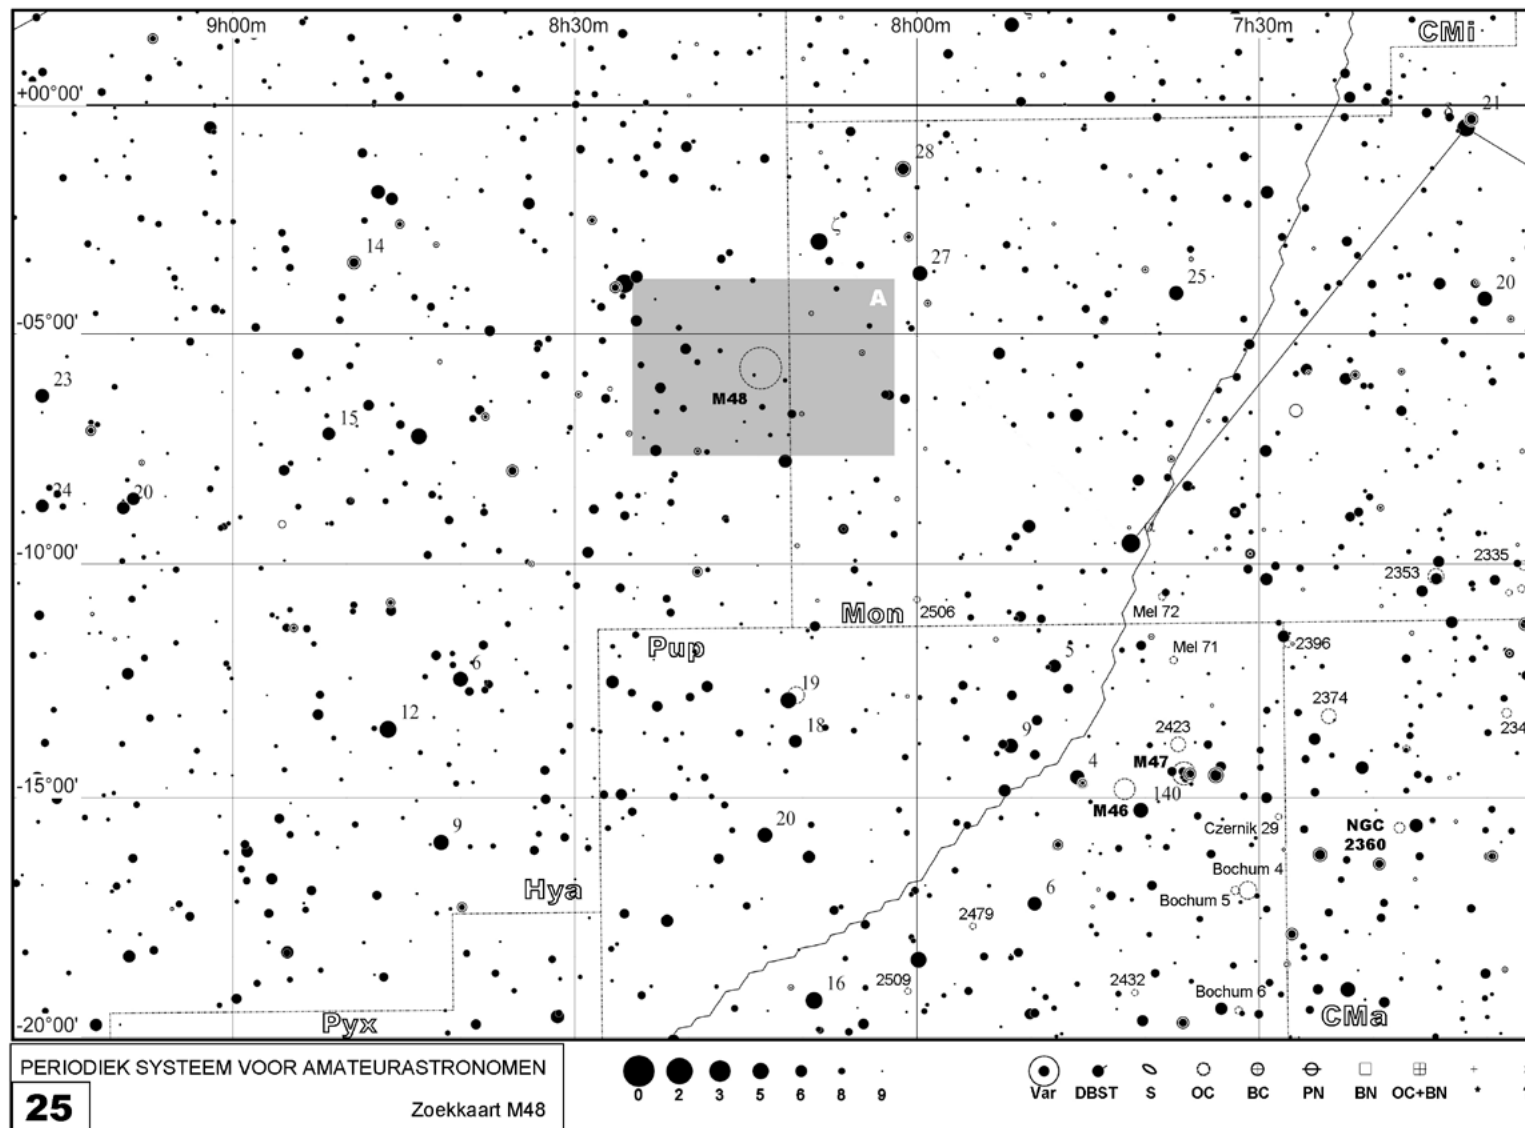 9h00m
8h30m
8h00m
7h30m
CMi
+00°00'
δ
21
28
14
ζ
27
25
20
A
-05°00'
23
M48
15
24
20
α
-10°00'
2353
2335
Mon
2506
Mel 72
Pup
Mel 71
2396
5
6
19
2374
12
18
9
2423
234
M47
4
140
-15°00'
M46
Czernik 29
NGC
2360
9
20
Bochum 4
Hya
6
Bochum 5
2479
16
2509
2432
Bochum 6
-20°00'
Pyx
CMa
PERIODIEK SYSTEEM VOOR AMATEURASTRONOMEN
25
Zoekkaart M48
0 2 3 5 6 8 9
Var DBST S OC BC PN BN OC+BN *